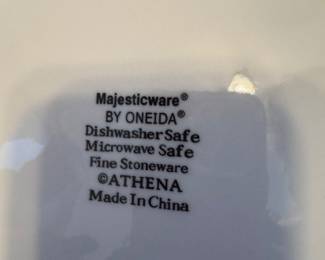 Majesticware®
BY ONEIDA®
Dishwasher Safe
Microwave Safe
Fine Stoneware
©ATHENA
Made In China